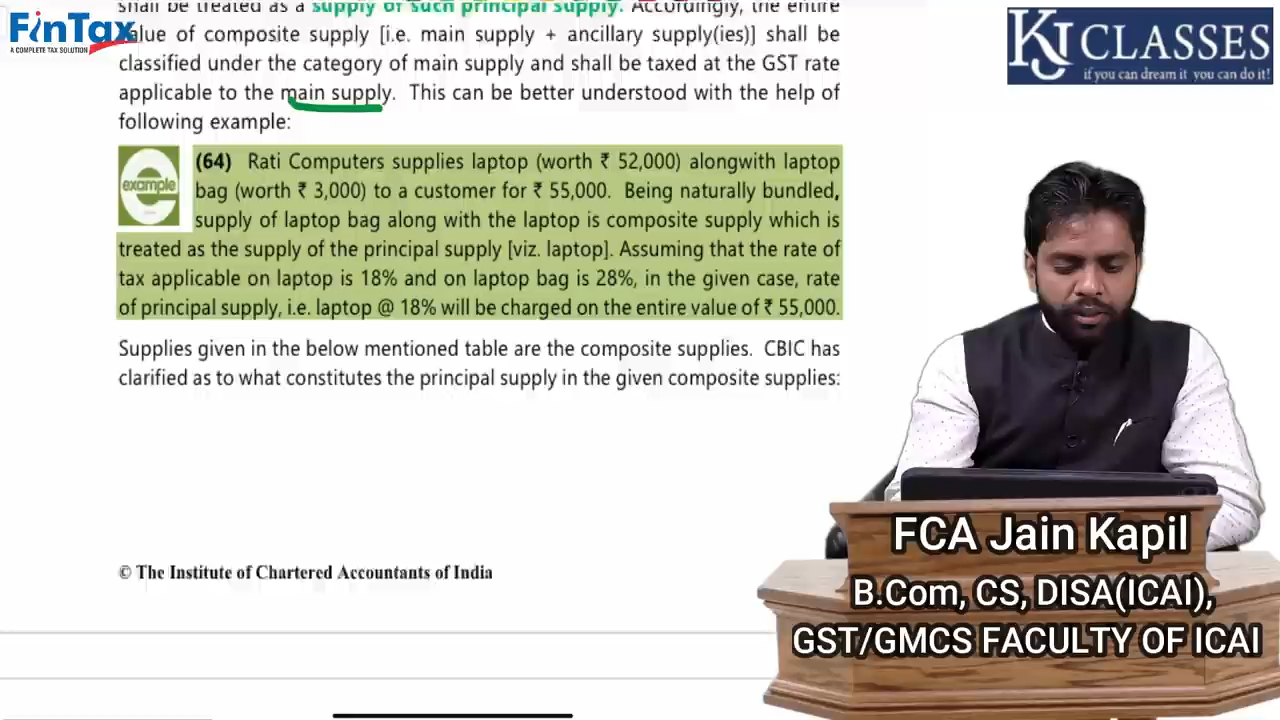 shall be treated as a supply of such principal supply. Accordingly, the entire
value of composite supply [i.e. main supply + ancillary supply(ies)] shall be
classified under the category of main supply and shall be taxed at the GST rate
applicable to the main supply. This can be better understood with the help of
following example:
example
(64) Rati Computers supplies laptop (worth ₹ 52,000) alongwith laptop
bag (worth ₹ 3,000) to a customer for ₹ 55,000. Being naturally bundled,
supply of laptop bag along with the laptop is composite supply which is
treated as the supply of the principal supply [viz. laptop]. Assuming that the rate of
tax applicable on laptop is 18% and on laptop bag is 28%, in the given case, rate
of principal supply, i.e. laptop @ 18% will be charged on the entire value of ₹ 55,000.
Supplies given in the below mentioned table are the composite supplies. CBIC has
clarified as to what constitutes the principal supply in the given composite supplies:
© The Institute of Chartered Accountants of India
FinTax
A COMPLETE TAX SOLUTION
KJ CLASSES
if you can dream it you can do it!
FCA Jain Kapil
B.Com, CS, DISA(ICAI),
GST/GMCS FACULTY OF ICAI